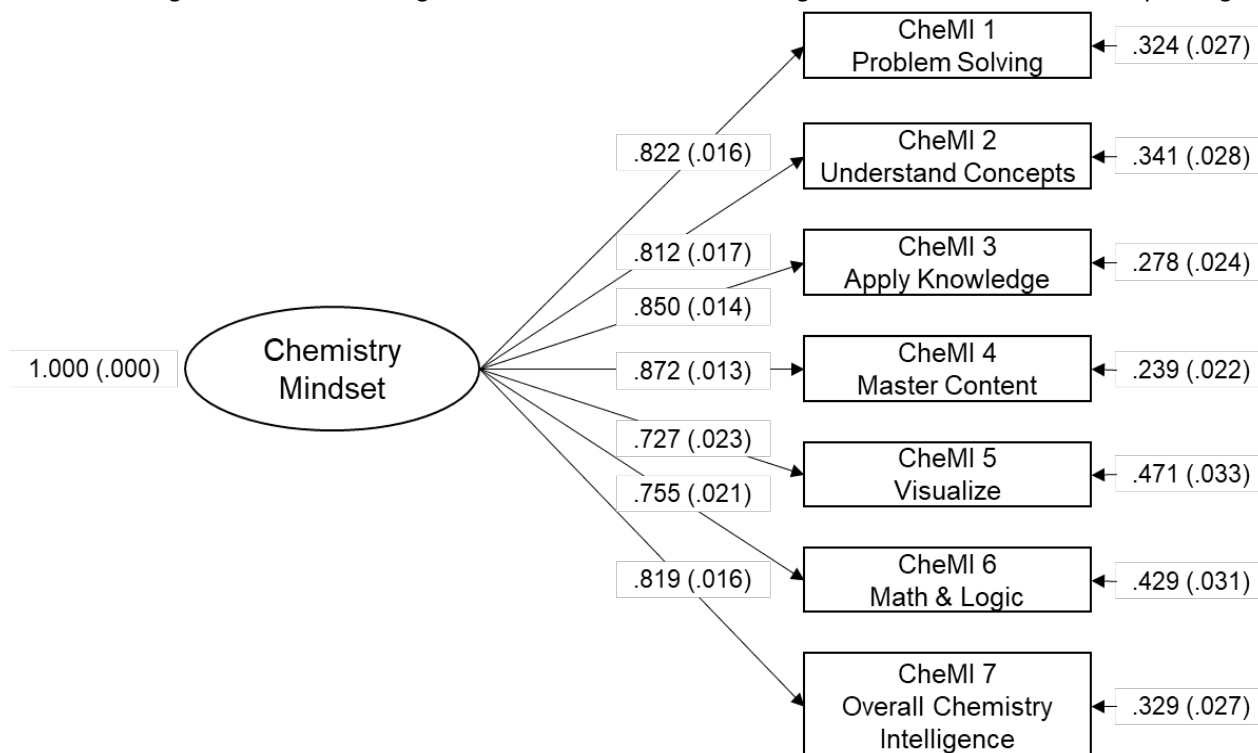 CheMI 1
Problem Solving
.324 (.027)
.822 (.016)
CheMI 2
Understand Concepts
.341 (.028)
.812 (.017)
CheMI 3
Apply Knowledge
.278 (.024)
.850 (.014)
1.000 (.000)
Chemistry
Mindset
.872 (.013)
CheMI 4
Master Content
.239 (.022)
.727 (.023)
CheMI 5
Visualize
.471 (.033)
.755 (.021)
CheMI 6
Math & Logic
.429 (.031)
.819 (.016)
CheMI 7
Overall Chemistry
Intelligence
.329 (.027)